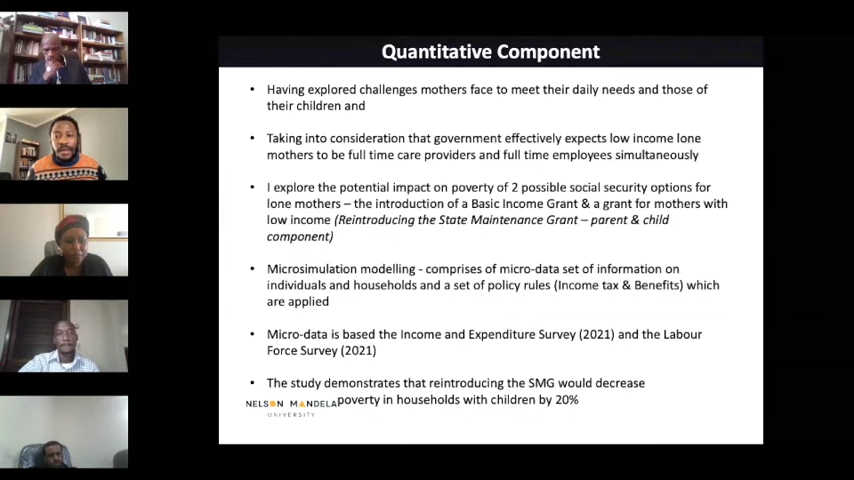 Quantitative Component
• Having explored challenges mothers face to meet their daily needs and those of
their children and
• Taking into consideration that government effectively expects low income lone
mothers to be full time care providers and full time employees simultaneously
• I explore the potential impact on poverty of 2 possible social security options for
lone mothers – the introduction of a Basic Income Grant & a grant for mothers with
low income (Reintroducing the State Maintenance Grant – parent & child
component)
• Microsimulation modelling - comprises of micro-data set of information on
individuals and households and a set of policy rules (Income tax & Benefits) which
are applied
• Micro-data is based the Income and Expenditure Survey (2021) and the Labour
Force Survey (2021)
• The study demonstrates that reintroducing the SMG would decrease
poverty in households with children by 20%
NELSON MANDELA
UNIVERSITY